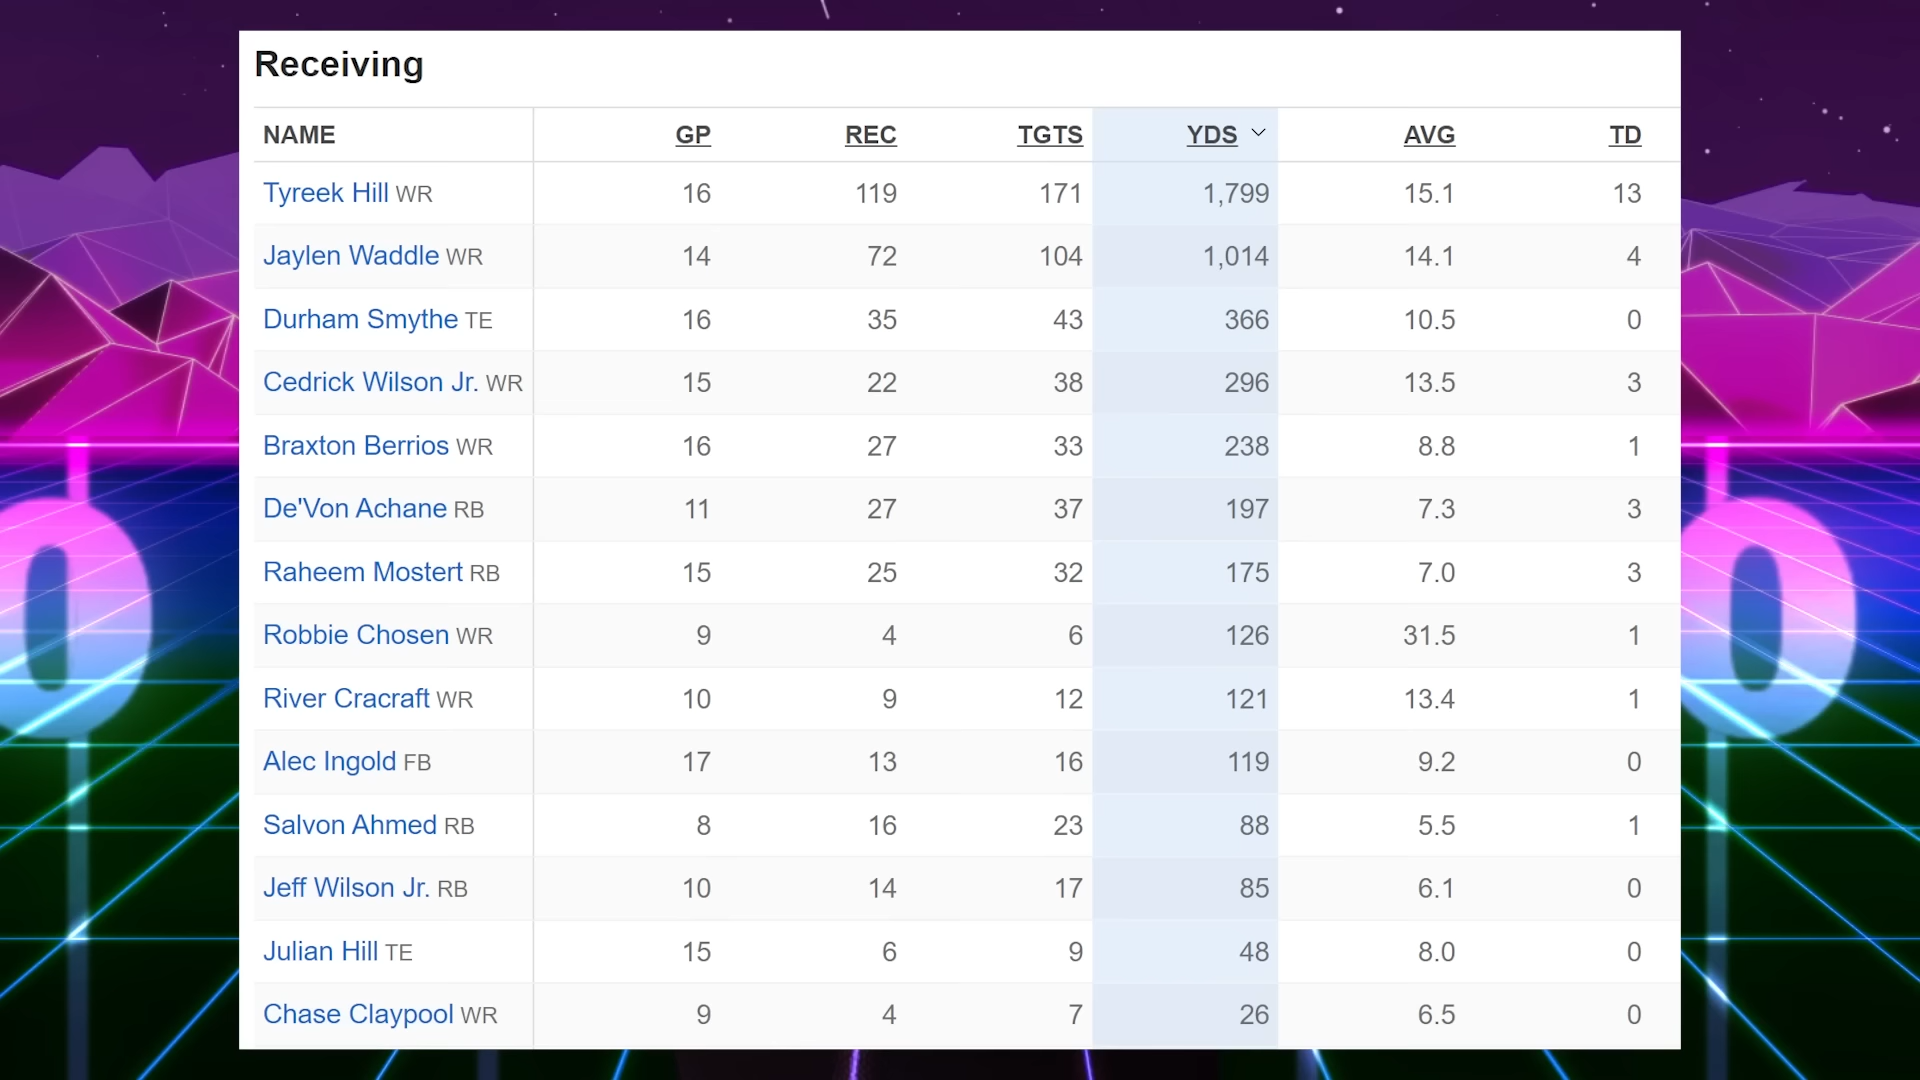 Receiving
NAME GP REC TGTS YDS AVG TD
Tyreek Hill WR 16 119 171 1,799 15.1 13
Jaylen Waddle WR 14 72 104 1,014 14.1 4
Durham Smythe TE 16 35 43 366 10.5 0
Cedrick Wilson Jr. WR 15 22 38 296 13.5 3
Braxton Berrios WR 16 27 33 238 8.8 1
De'Von Achane RB 11 27 37 197 7.3 3
Raheem Mostert RB 15 25 32 175 7.0 3
Robbie Chosen WR 9 4 6 126 31.5 1
River Cracraft WR 10 9 12 121 13.4 1
Alec Ingold FB 17 13 16 119 9.2 0
Salvon Ahmed RB 8 16 23 88 5.5 1
Jeff Wilson Jr. RB 10 14 17 85 6.1 0
Julian Hill TE 15 6 9 48 8.0 0
Chase Claypool WR 9 4 7 26 6.5 0